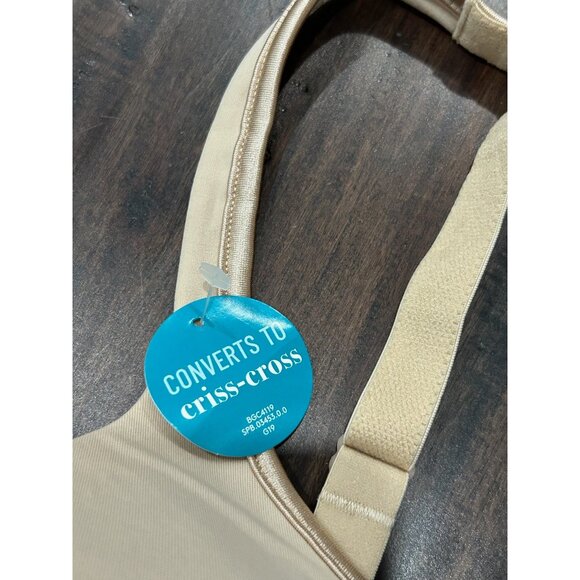 CONVERTS TO
criss-cross
BGC4119
SPB.03453.0.0
G19